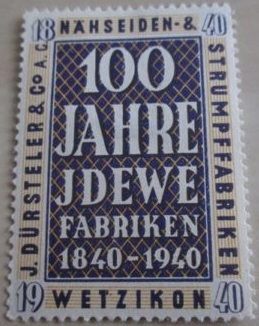 18 NÄHSEIDEN- & 40
STRUMPFFABRIKEN
J. DÜRSTELER & CO A.G.
100
JAHRE
JDEWE
FABRIKEN
1840-1940
19 WETZIKON 40